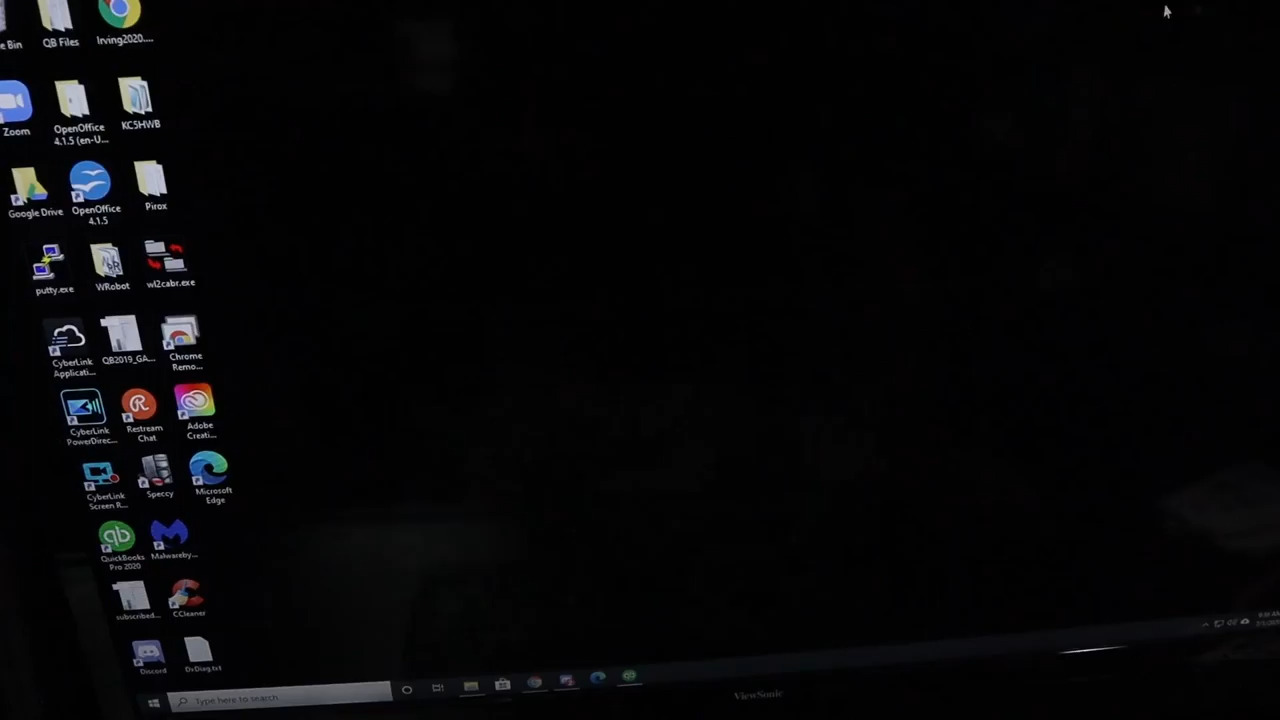 e Bin
QB Files
Irving2020....
Zoom
OpenOffice
4.1.5 (en-U...
KC5HWB
Google Drive
OpenOffice
4.1.5
Pirox
putty.exe
WRobot
wl2cabr.exe
CyberLink
Applicati...
QB2019_GA...
Chrome
Remo...
CyberLink
PowerDirec...
Restream
Chat
Adobe
Creati...
CyberLink
Screen R...
Speccy
Microsoft
Edge
QuickBooks
Pro 2020
Malwareby...
subscribed...
CCleaner
Discord
DxDiag.txt
Type here to search
ViewSonic